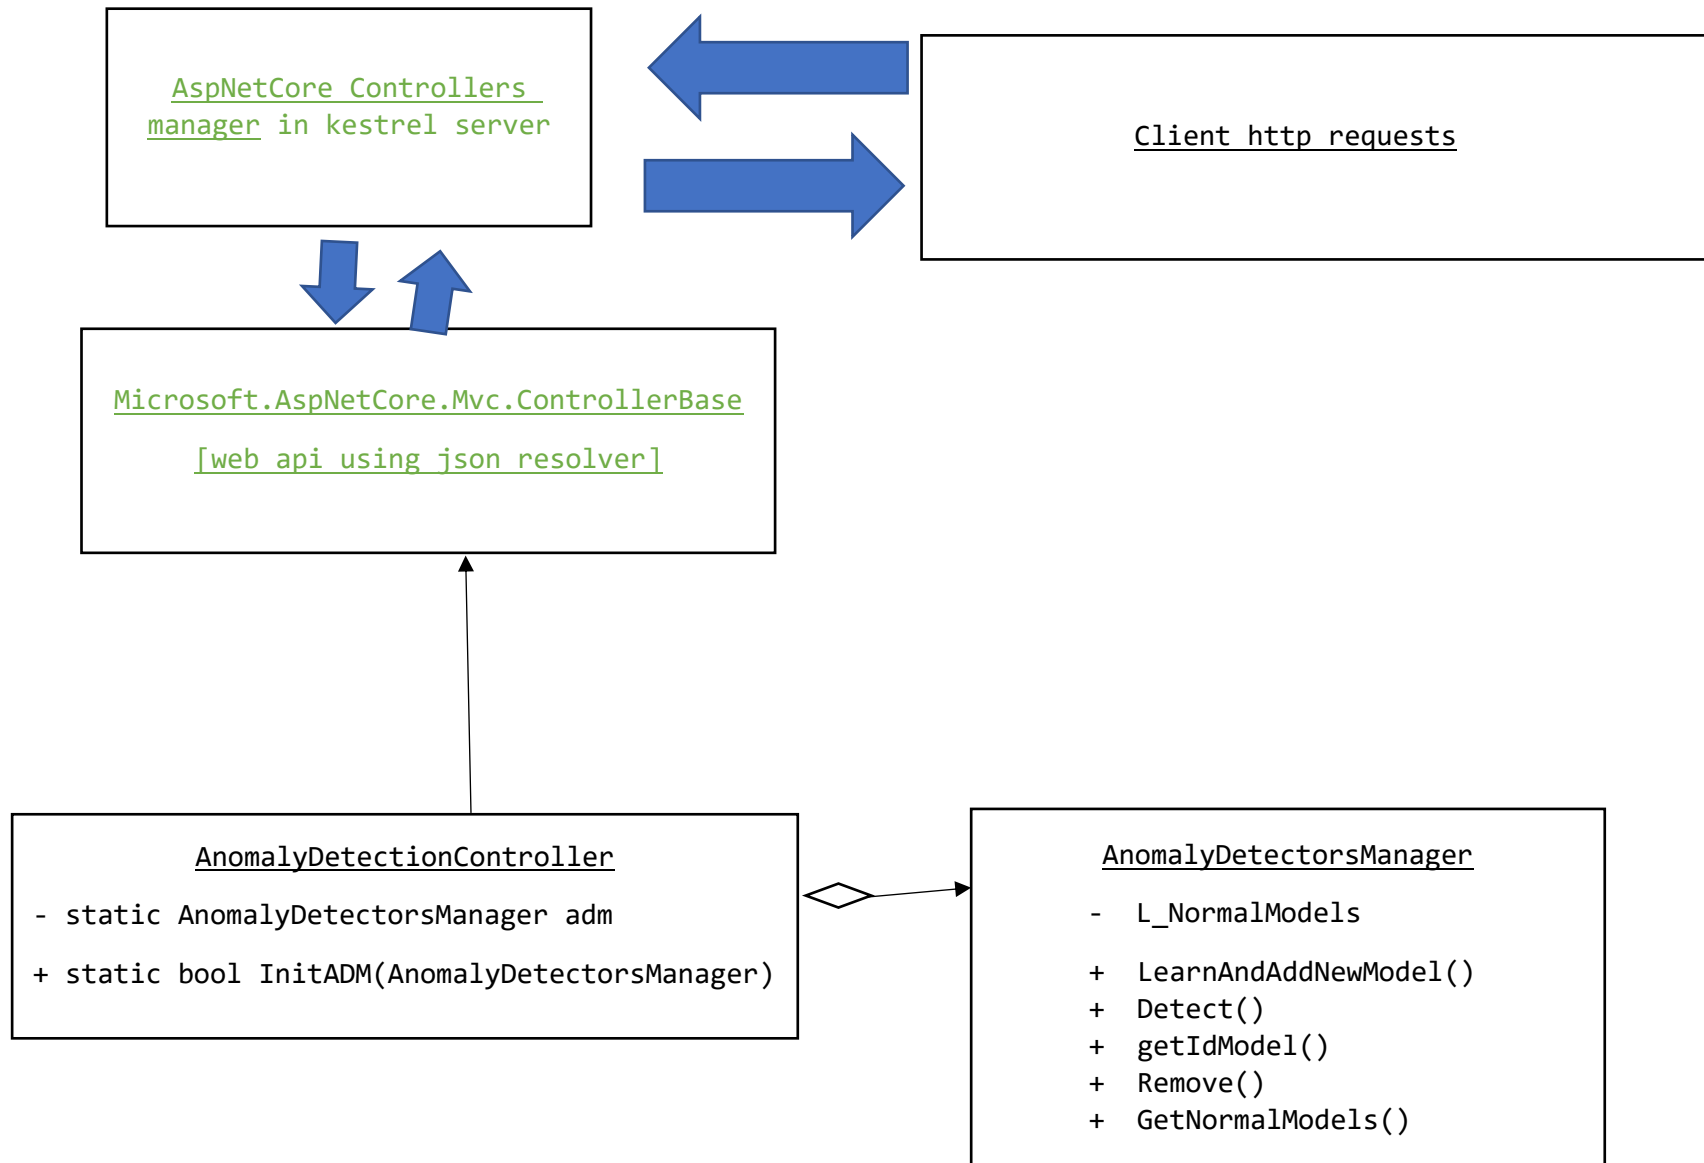 AspNetCore Controllers
manager in kestrel server
Client http requests
Microsoft.AspNetCore.Mvc.ControllerBase
[web api using json resolver]
AnomalyDetectionController
- static AnomalyDetectorsManager adm
+ static bool InitADM(AnomalyDetectorsManager)
AnomalyDetectorsManager
- L_NormalModels
+ LearnAndAddNewModel()
+ Detect()
+ getIdModel()
+ Remove()
+ GetNormalModels()